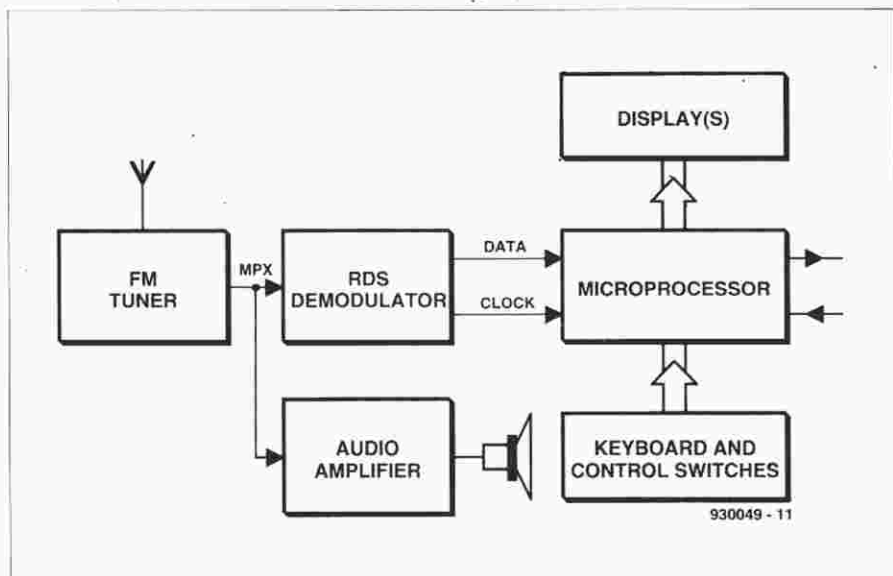 DISPLAY(S)
FM
TUNER
MPX
RDS
DEMODULATOR
DATA
CLOCK
MICROPROCESSOR
AUDIO
AMPLIFIER
KEYBOARD AND
CONTROL SWITCHES
930049 - 11